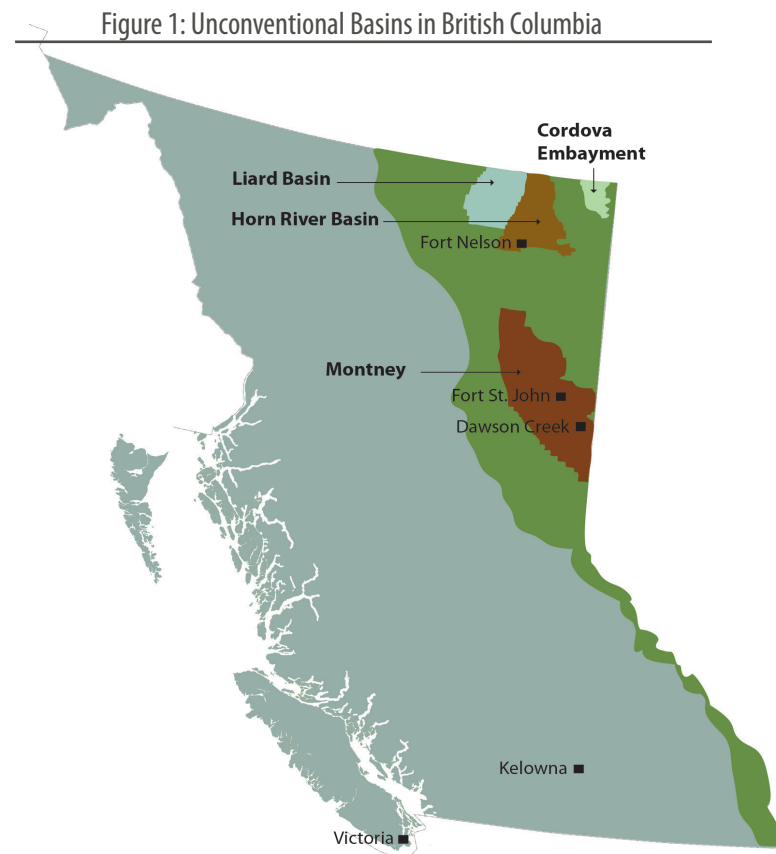 Figure 1: Unconventional Basins in British Columbia
Cordova
Embayment
Liard Basin
Horn River Basin
Fort Nelson
Montney
Fort St. John
Dawson Creek
Kelowna
Victoria